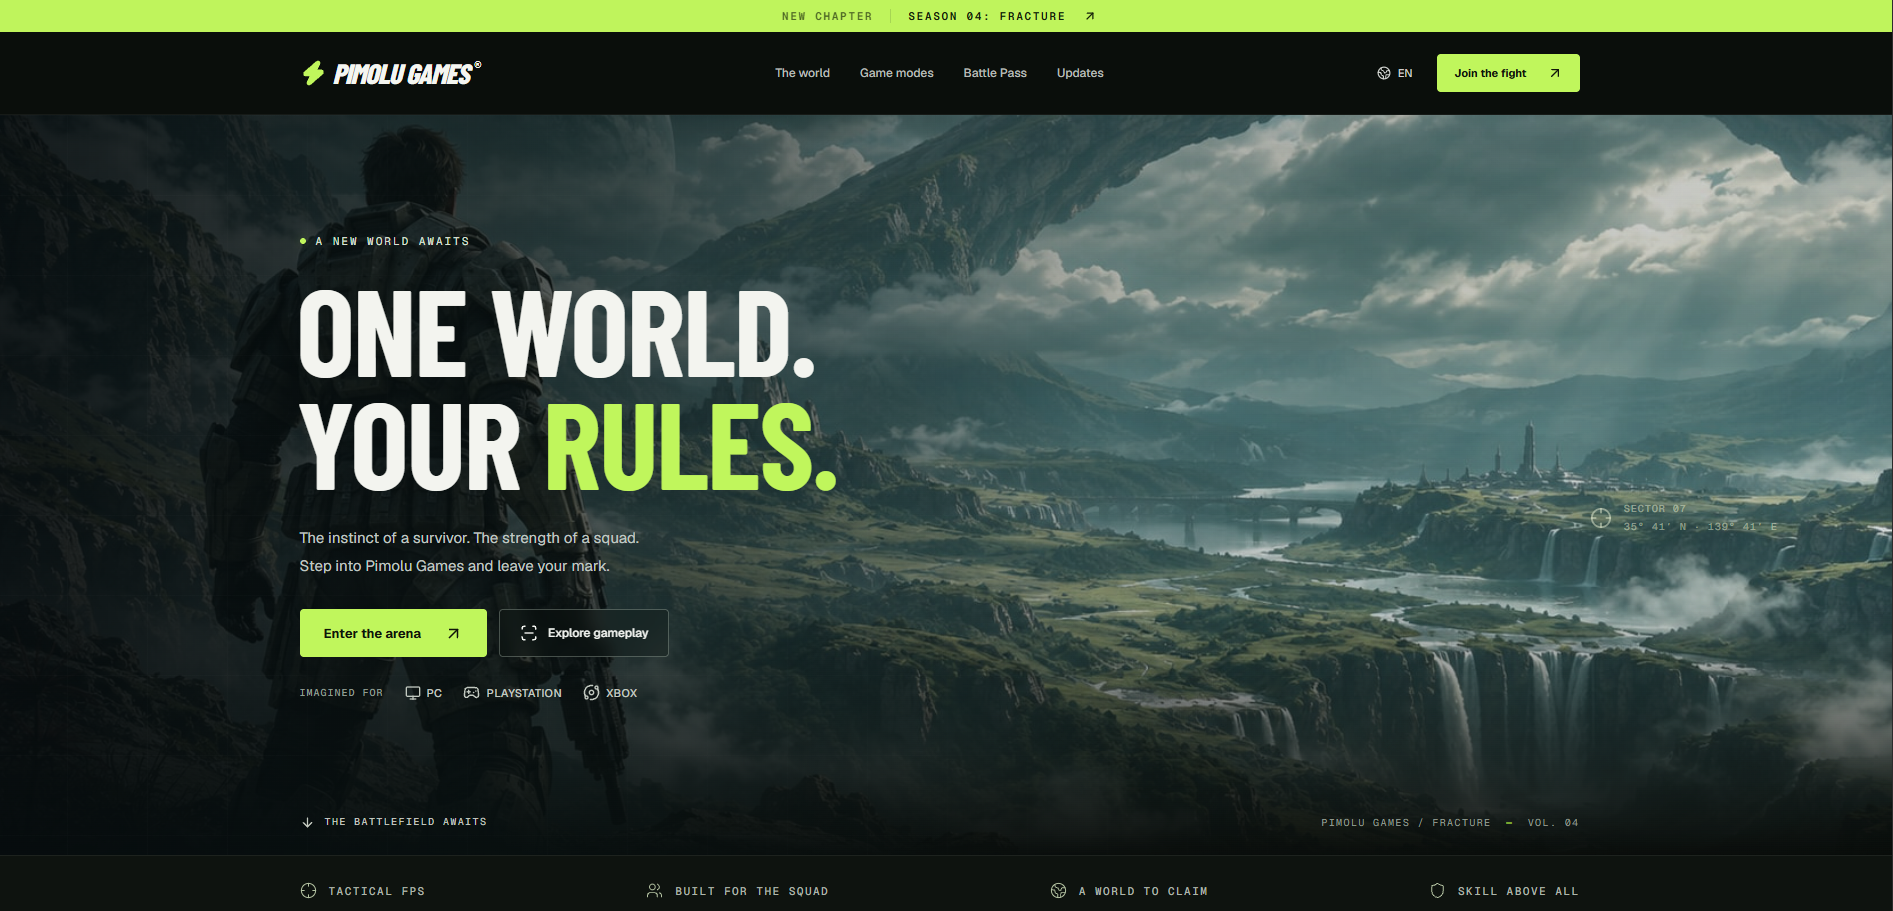 NEW CHAPTER SEASON 04: FRACTURE
PIMOLU GAMES®
The world
Game modes
Battle Pass
Updates
EN
Join the fight
A NEW WORLD AWAITS
ONE WORLD.
YOUR RULES.
The instinct of a survivor. The strength of a squad.
Step into Pimolu Games and leave your mark.
Enter the arena
Explore gameplay
IMAGINED FOR
PC
PLAYSTATION
XBOX
SECTOR 07
35° 41' N · 139° 41' E
THE BATTLEFIELD AWAITS
PIMOLU GAMES / FRACTURE — VOL. 04
TACTICAL FPS
BUILT FOR THE SQUAD
A WORLD TO CLAIM
SKILL ABOVE ALL